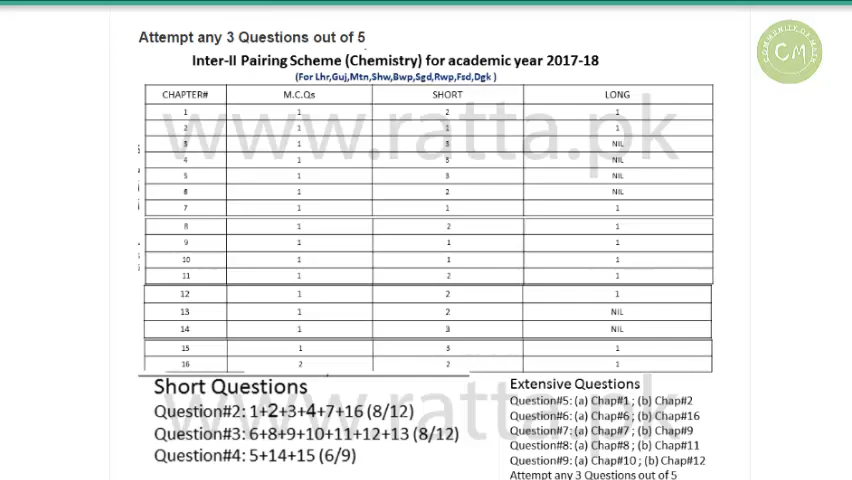 Attempt any 3 Questions out of 5
COMMUNITY OF MATH
CM
Inter-II Pairing Scheme (Chemistry) for academic year 2017-18
(For Lhr,Guj,Mtn,Shw,Bwp,Sgd,Rwp,Fsd,Dgk )
CHAPTER# M.C.Qs SHORT LONG
1 1 2 1
2 1 1 1
3 1 3 NIL
4 1 3 NIL
5 1 3 NIL
6 1 2 NIL
7 1 1 1
8 1 2 1
9 1 1 1
10 1 1 1
11 1 2 1
12 1 2 1
13 1 2 NIL
14 1 3 NIL
15 1 3 1
16 2 2 1
www.ratta.pk
Short Questions
Question#2: 1+2+3+4+7+16 (8/12)
Question#3: 6+8+9+10+11+12+13 (8/12)
Question#4: 5+14+15 (6/9)
Extensive Questions
Question#5: (a) Chap#1 ; (b) Chap#2
Question#6: (a) Chap#6 ; (b) Chap#16
Question#7: (a) Chap#7 ; (b) Chap#9
Question#8: (a) Chap#8 ; (b) Chap#11
Question#9: (a) Chap#10 ; (b) Chap#12
Attempt any 3 Questions out of 5
www.ratta.pk